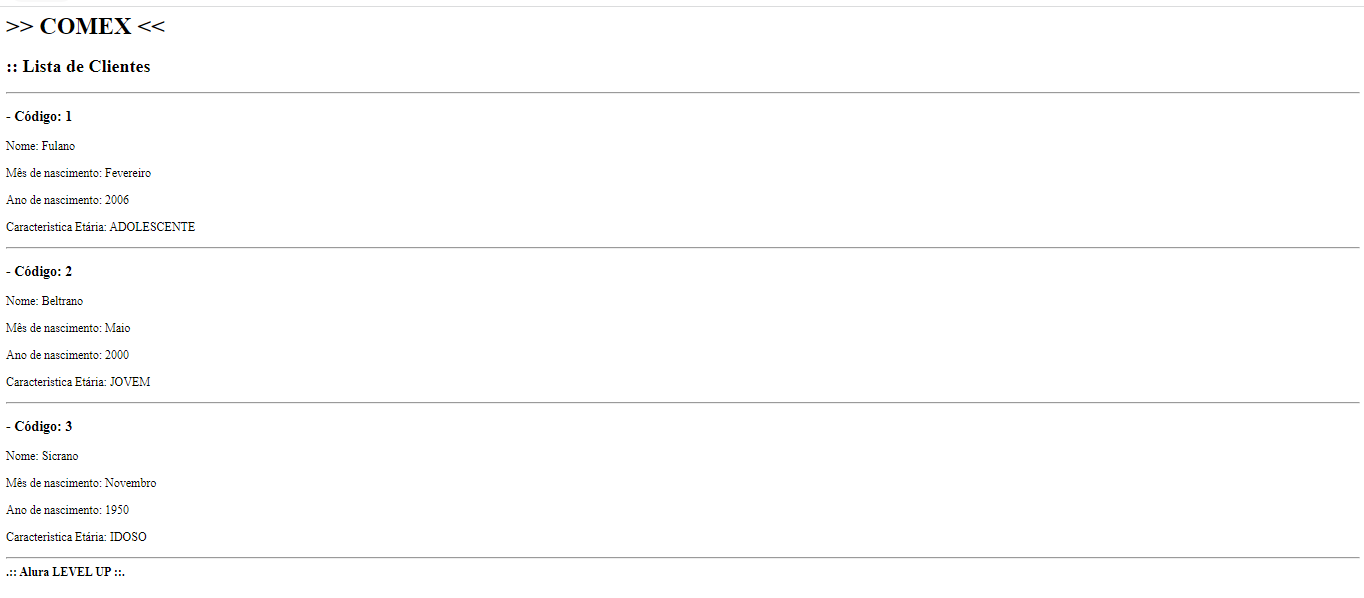 >> COMEX <<
:: Lista de Clientes
- Código: 1
Nome: Fulano
Mês de nascimento: Fevereiro
Ano de nascimento: 2006
Caracteristica Etária: ADOLESCENTE
- Código: 2
Nome: Beltrano
Mês de nascimento: Maio
Ano de nascimento: 2000
Caracteristica Etária: JOVEM
- Código: 3
Nome: Sicrano
Mês de nascimento: Novembro
Ano de nascimento: 1950
Caracteristica Etária: IDOSO
.:: Alura LEVEL UP ::.